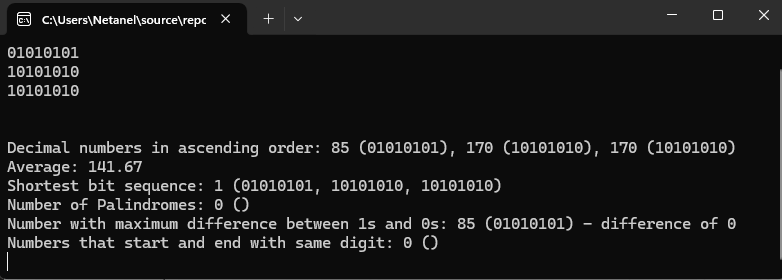 C:\Users\Netanel\source\repc
01010101
10101010
10101010
Decimal numbers in ascending order: 85 (01010101), 170 (10101010), 170 (10101010)
Average: 141.67
Shortest bit sequence: 1 (01010101, 10101010, 10101010)
Number of Palindromes: 0 ()
Number with maximum difference between 1s and 0s: 85 (01010101) - difference of 0
Numbers that start and end with same digit: 0 ()